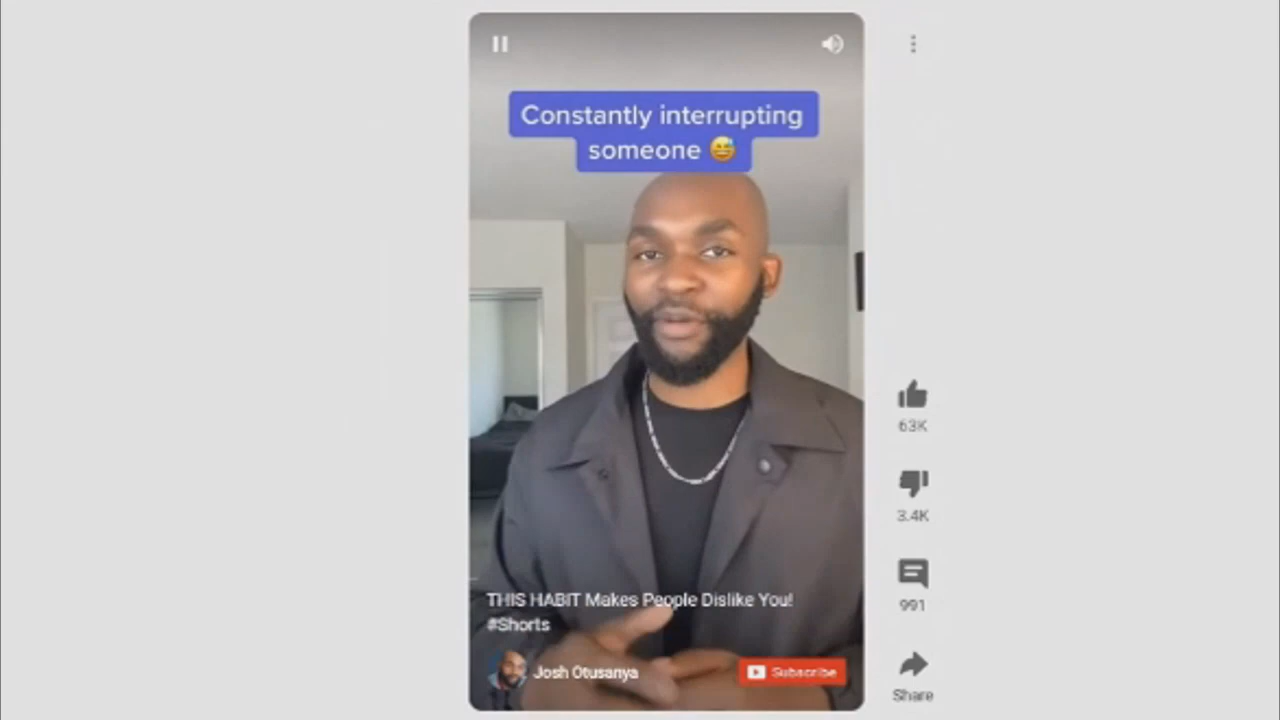 Constantly interrupting
someone 😅
63K
3.4K
991
Share
THIS HABIT Makes People Dislike You!
#Shorts
Josh Otusanya
Subscribe